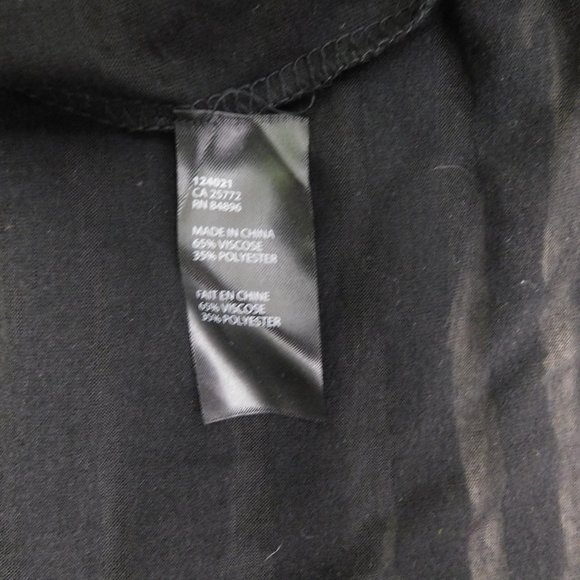 124021
CA 25772
RN 84896
MADE IN CHINA
65% VISCOSE
35% POLYESTER
FAIT EN CHINE
65% VISCOSE
35% POLYESTER